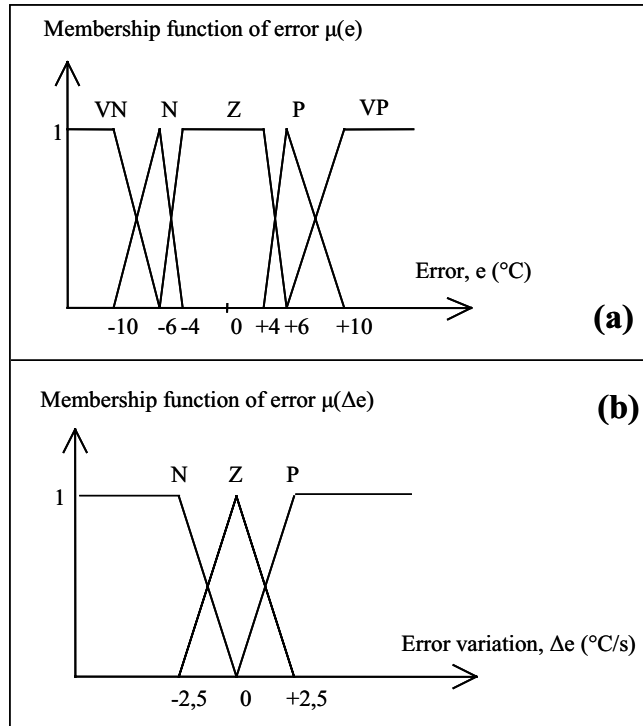 Membership function of error μ(e)
VN N Z P VP
1
Error, e (°C)
-10 -6 -4 0 +4 +6 +10
(a)
Membership function of error μ(Δe)
(b)
N Z P
1
Error variation, Δe (°C/s)
-2,5 0 +2,5